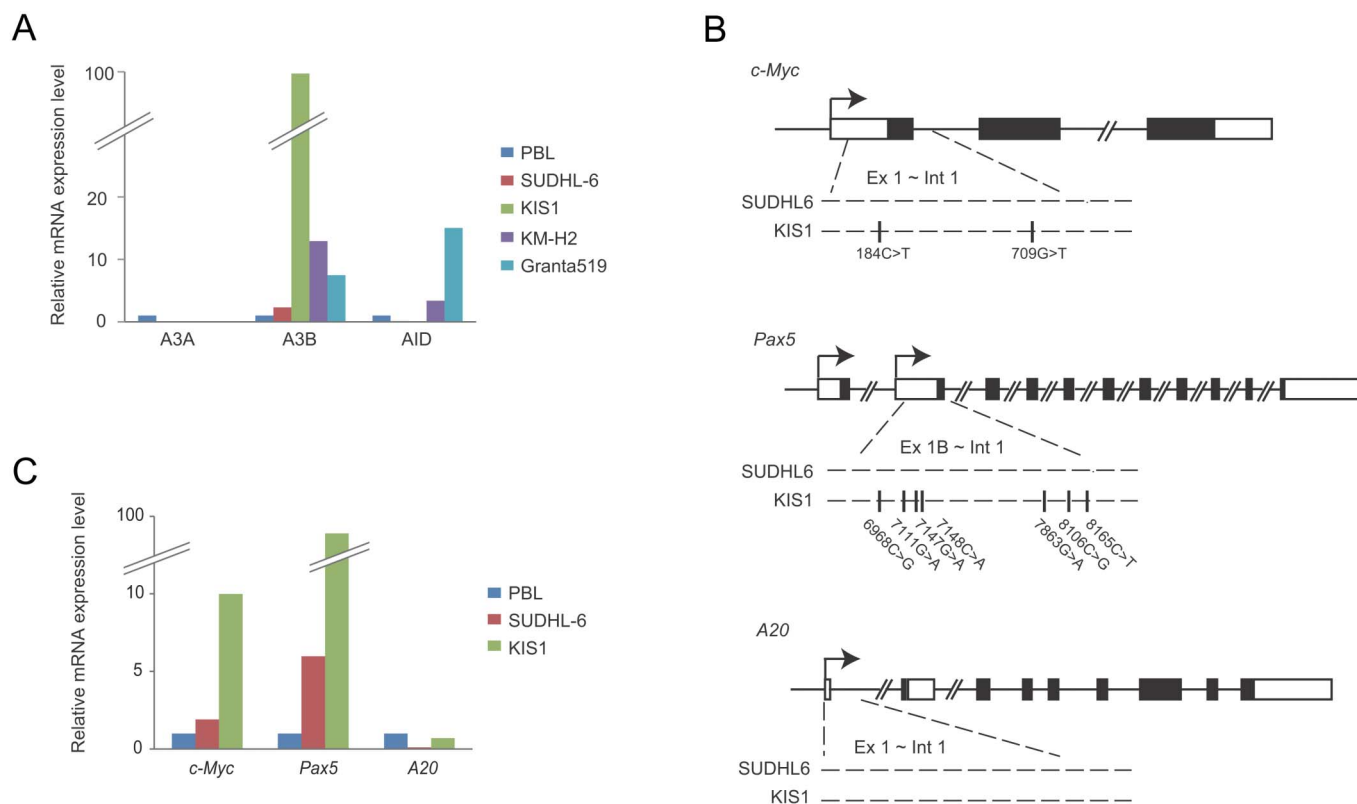 A
Relative mRNA expression level
100
20
10
0
A3A
A3B
AID
PBL
SUDHL-6
KIS1
KM-H2
Granta519
B
c-Myc
Ex 1 ~ Int 1
SUDHL6
KIS1
184C>T
709G>T
Pax5
Ex 1B ~ Int 1
SUDHL6
KIS1
6968C>G
7111G>A
7147G>A
7148C>A
7863G>A
8106C>G
8165C>T
A20
Ex 1 ~ Int 1
SUDHL6
KIS1
C
Relative mRNA expression level
100
10
5
0
c-Myc
Pax5
A20
PBL
SUDHL-6
KIS1